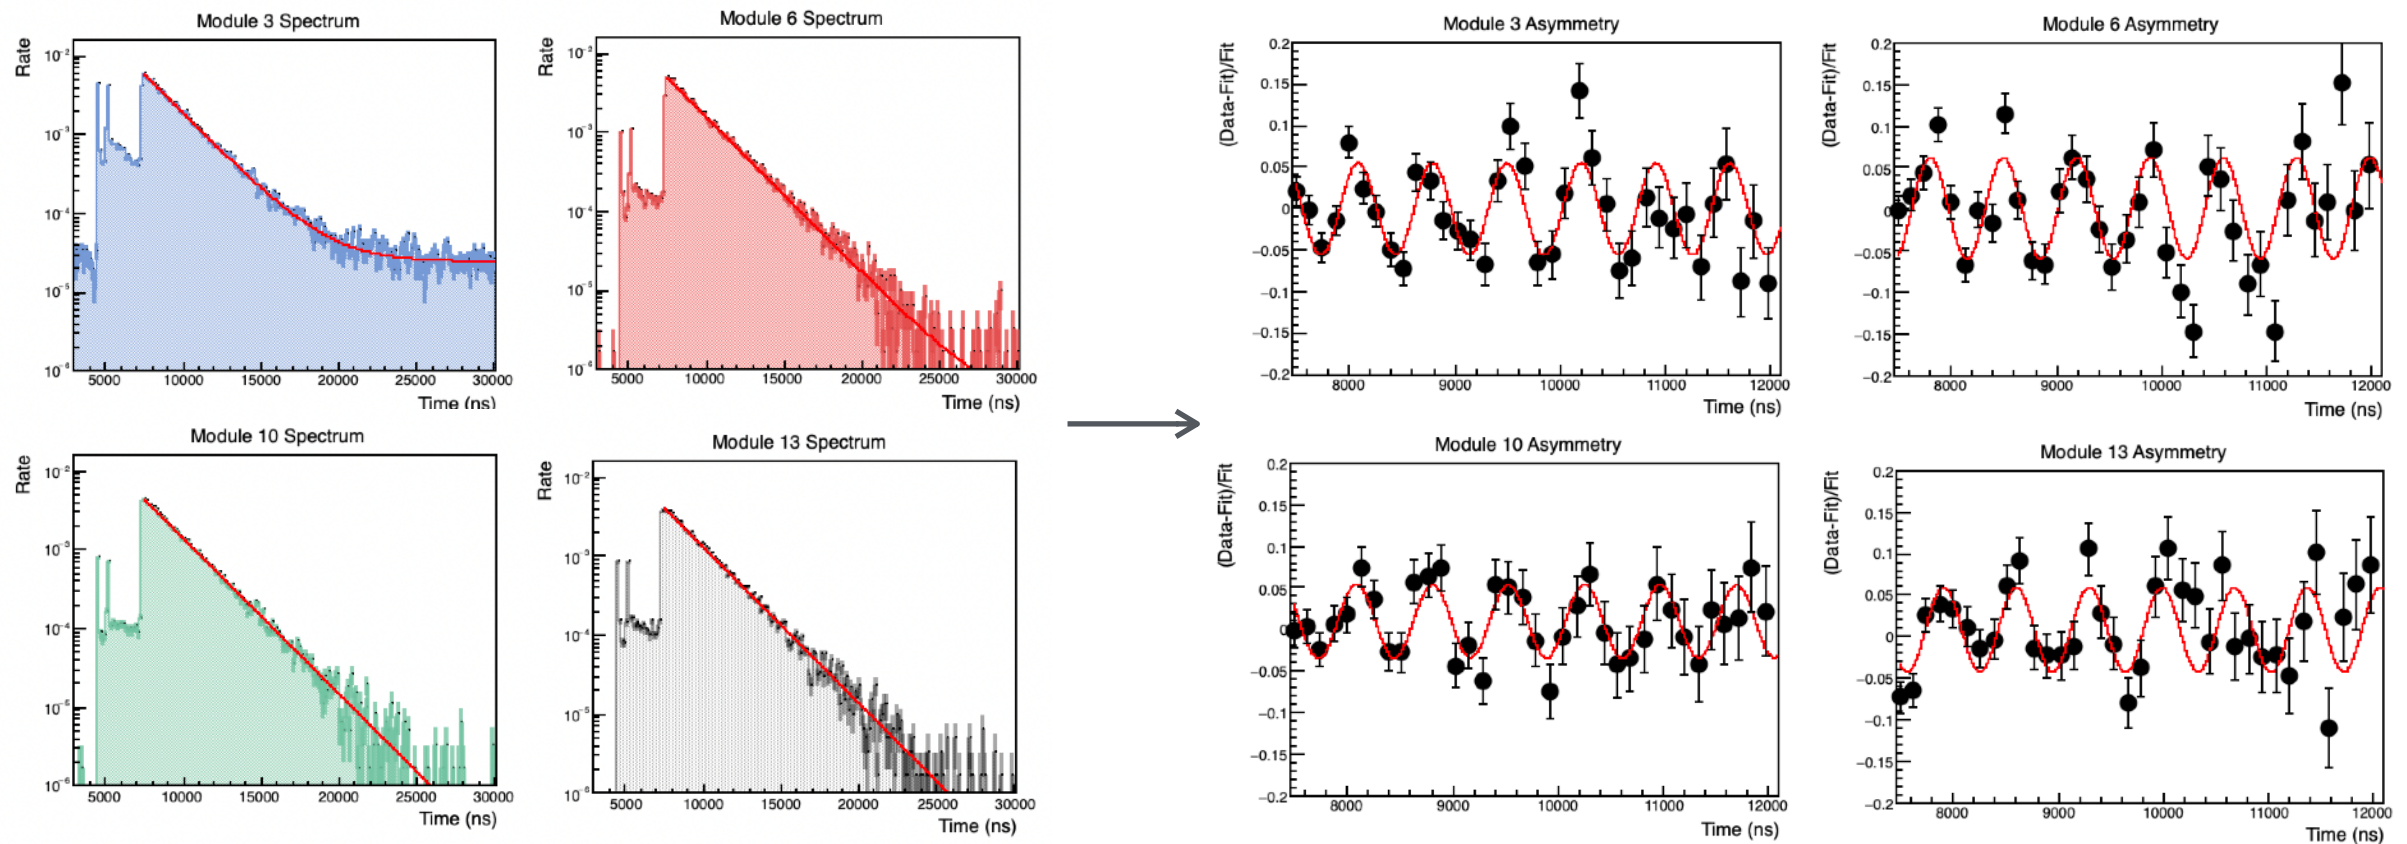 Module 3 Spectrum
Rate
10⁻²
10⁻³
10⁻⁴
10⁻⁵
10⁻⁶
5000 10000 15000 20000 25000 30000
Time (ns)
Module 6 Spectrum
Rate
10⁻²
10⁻³
10⁻⁴
10⁻⁵
10⁻⁶
5000 10000 15000 20000 25000 30000
Time (ns)
Module 3 Asymmetry
(Data-Fit)/Fit
0.2
0.15
0.1
0.05
0
−0.05
−0.1
−0.15
−0.2
8000 9000 10000 11000 12000
Time (ns)
Module 6 Asymmetry
(Data-Fit)/Fit
0.2
0.15
0.1
0.05
0
−0.05
−0.1
−0.15
−0.2
8000 9000 10000 11000 12000
Time (ns)
Module 10 Spectrum
Rate
10⁻²
10⁻³
10⁻⁴
10⁻⁵
10⁻⁶
5000 10000 15000 20000 25000 30000
Time (ns)
Module 13 Spectrum
Rate
10⁻²
10⁻³
10⁻⁴
10⁻⁵
10⁻⁶
5000 10000 15000 20000 25000 30000
Time (ns)
Module 10 Asymmetry
(Data-Fit)/Fit
0.2
0.15
0.1
0.05
0
−0.05
−0.1
−0.15
−0.2
8000 9000 10000 11000 12000
Time (ns)
Module 13 Asymmetry
(Data-Fit)/Fit
0.2
0.15
0.1
0.05
0
−0.05
−0.1
−0.15
−0.2
8000 9000 10000 11000 12000
Time (ns)